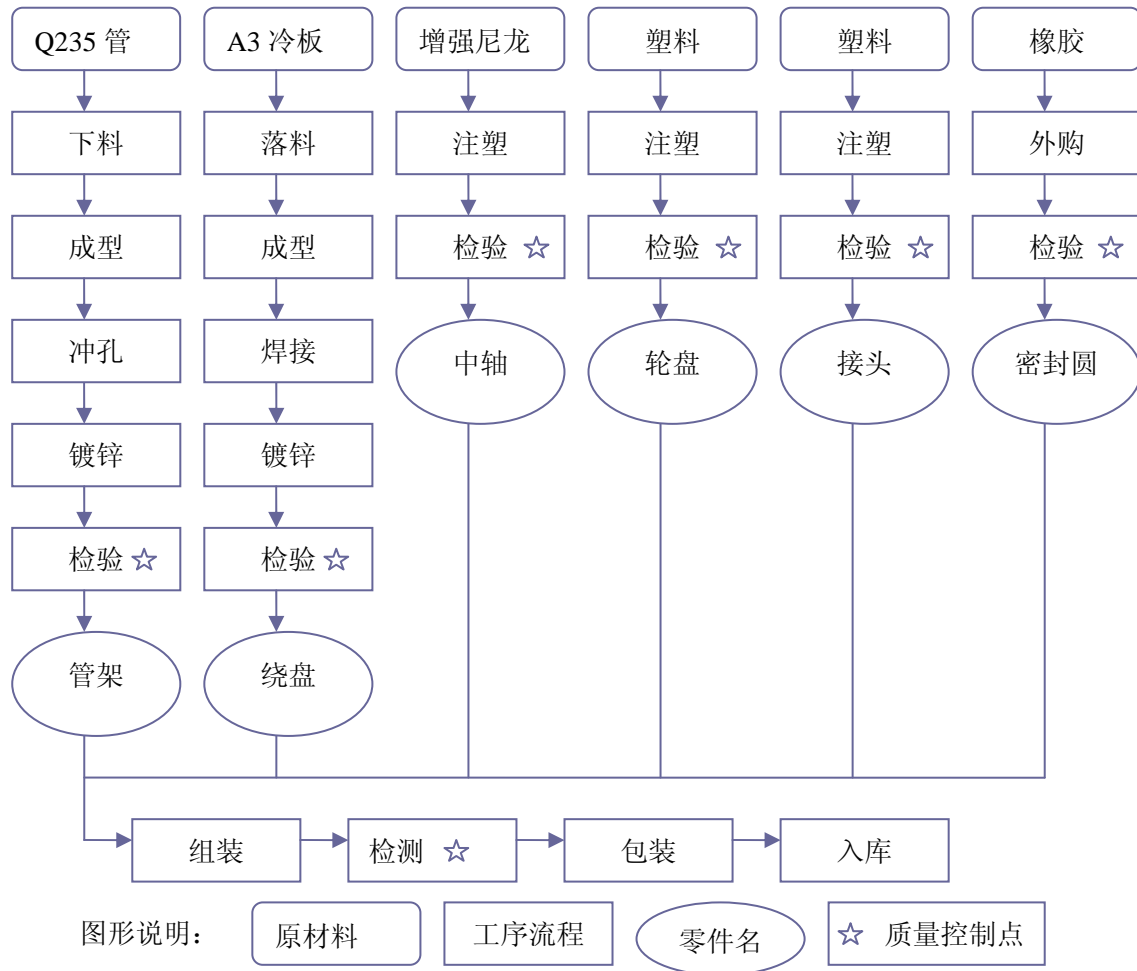 Q235 管 A3 冷板 增强尼龙 塑料 塑料 橡胶
下料 落料 注塑 注塑 注塑 外购
成型 成型 检验 ☆ 检验 ☆ 检验 ☆ 检验 ☆
冲孔 焊接 中轴 轮盘 接头 密封圆
镀锌 镀锌
检验 ☆ 检验 ☆
管架 绕盘
组装 检测 ☆ 包装 入库
图形说明： 原材料 工序流程 零件名 ☆ 质量控制点